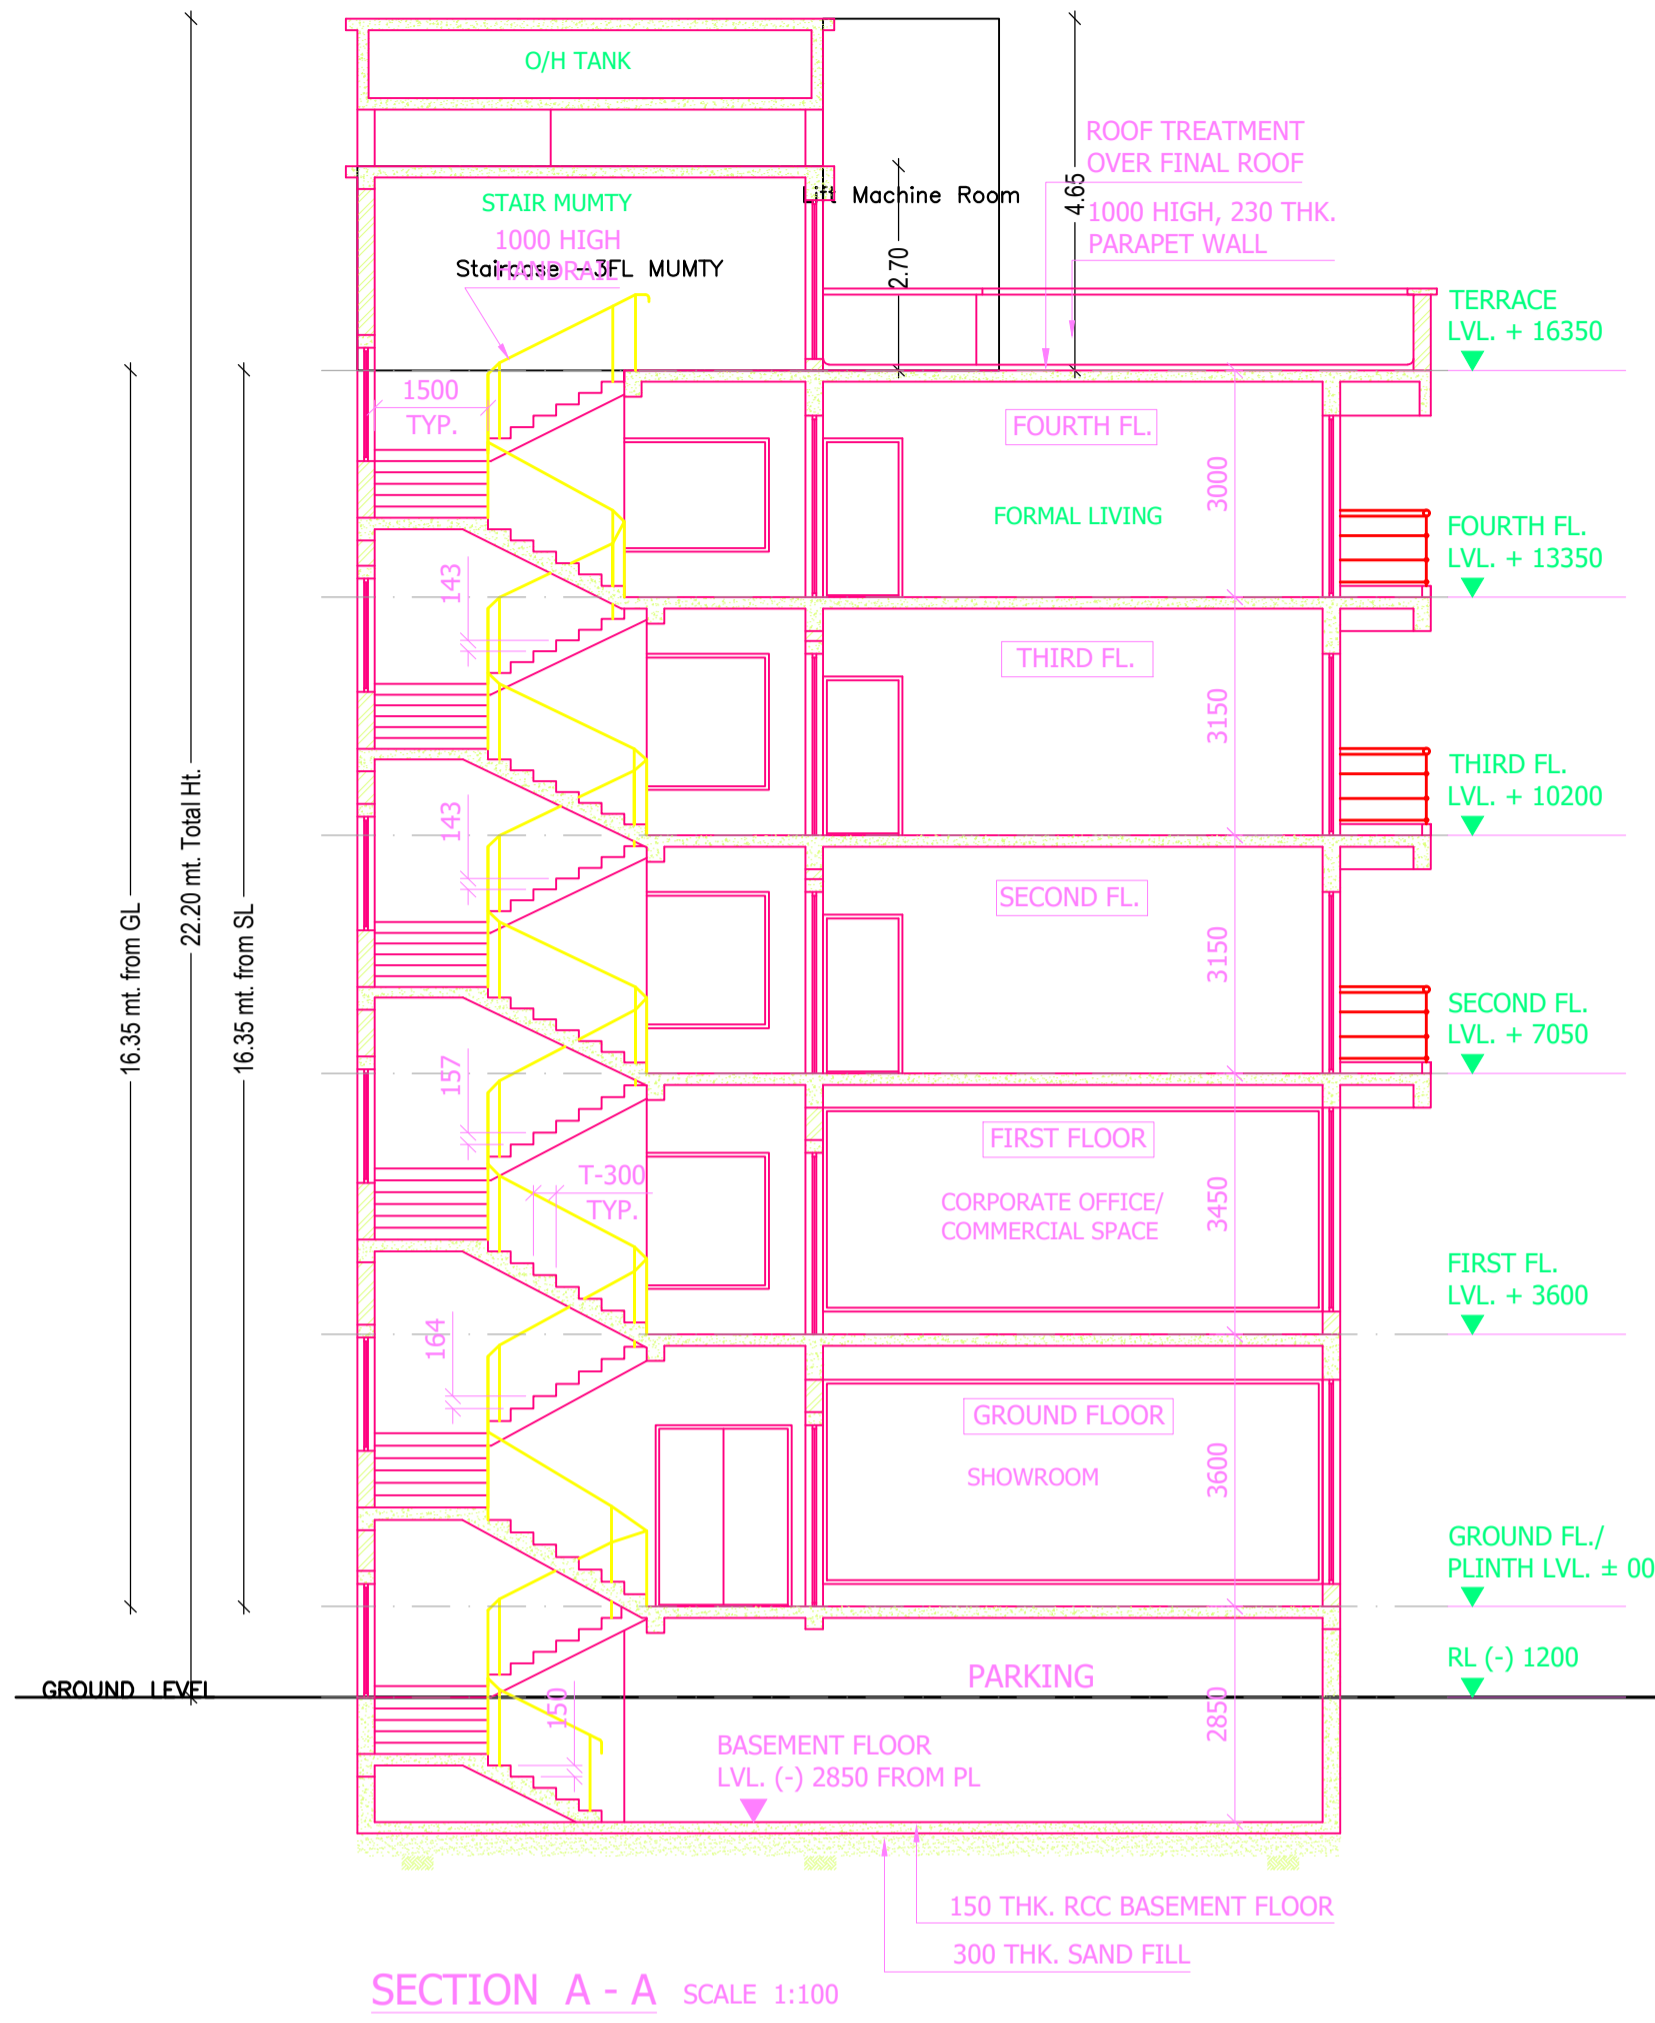 O/H TANK
ROOF TREATMENT
OVER FINAL ROOF
Lift Machine Room
4.65
STAIR MUMTY
1000 HIGH
HANDRAIL
Staircase -3FL MUMTY
1000 HIGH, 230 THK.
PARAPET WALL
2.70
TERRACE
LVL. + 16350
1500
TYP.
FOURTH FL.
3000
FORMAL LIVING
FOURTH FL.
LVL. + 13350
143
THIRD FL.
3150
THIRD FL.
LVL. + 10200
143
22.20 mt. Total Ht.
16.35 mt. from GL
16.35 mt. from SL
SECOND FL.
3150
SECOND FL.
LVL. + 7050
157
FIRST FLOOR
T-300
TYP.
CORPORATE OFFICE/
COMMERCIAL SPACE
3450
FIRST FL.
LVL. + 3600
164
GROUND FLOOR
SHOWROOM
3600
GROUND FL./
PLINTH LVL. ± 00
RL (-) 1200
GROUND LEVEL
PARKING
150
2850
BASEMENT FLOOR
LVL. (-) 2850 FROM PL
150 THK. RCC BASEMENT FLOOR
300 THK. SAND FILL
SECTION A - A SCALE 1:100